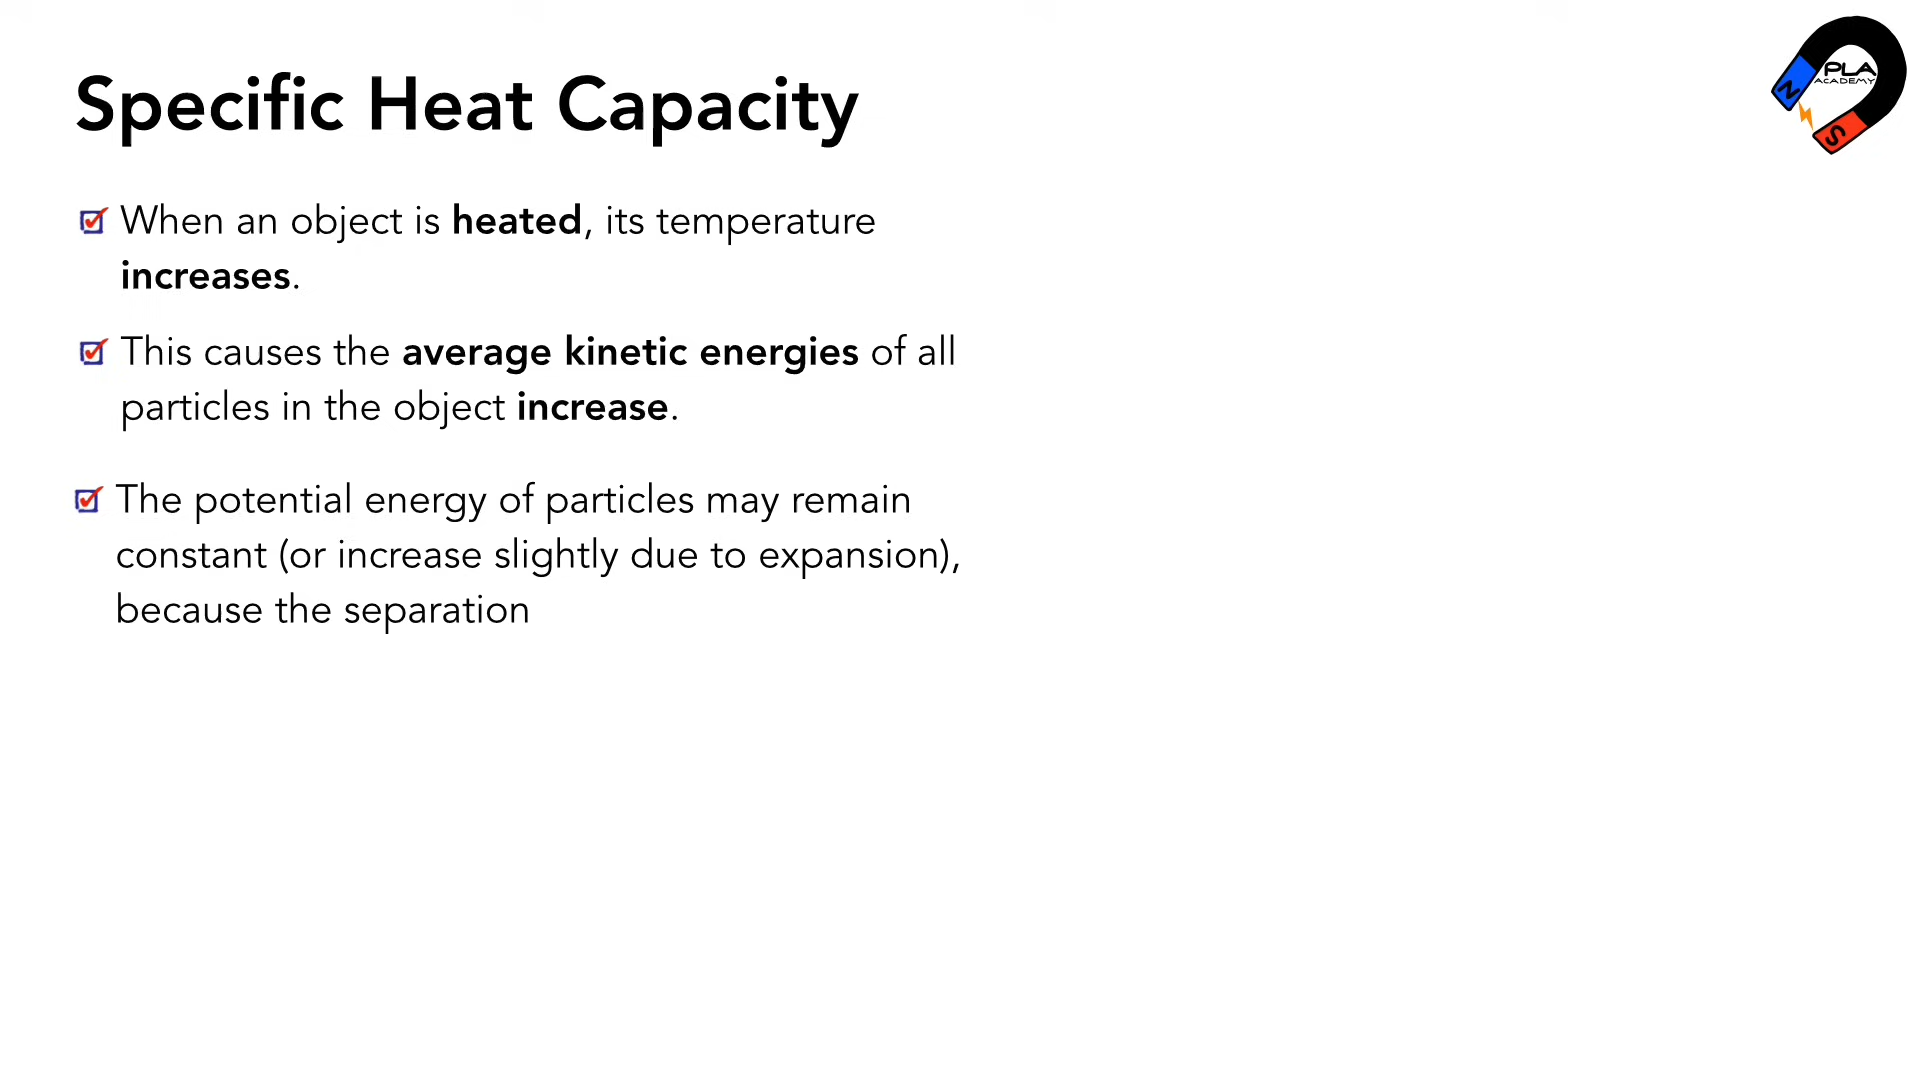 Specific Heat Capacity
When an object is heated, its temperature
increases.
This causes the average kinetic energies of all
particles in the object increase.
The potential energy of particles may remain
constant (or increase slightly due to expansion),
because the separation
PLA
ACADEMY
N
S